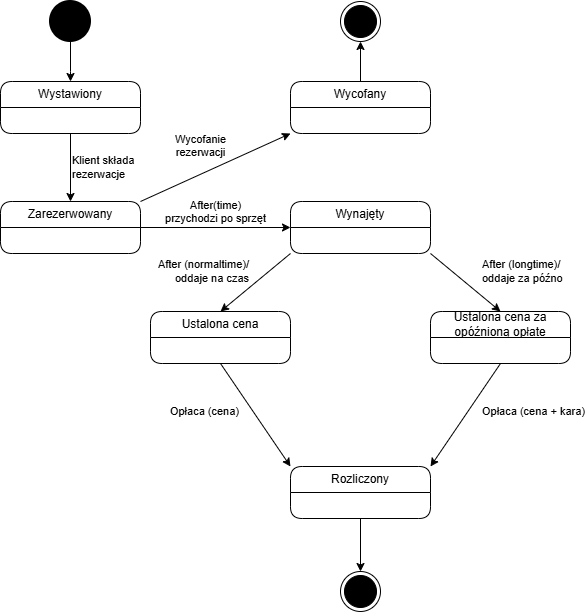 Wystawiony
Wycofany
Klient składa
rezerwacje
Wycofanie
rezerwacji
Zarezerwowany
After(time)
przychodzi po sprzęt
Wynajęty
After (normaltime)/
oddaje na czas
After (longtime)/
oddaje za późno
Ustalona cena
Ustalona cena za
opóźniona opłate
Opłaca (cena)
Opłaca (cena + kara)
Rozliczony